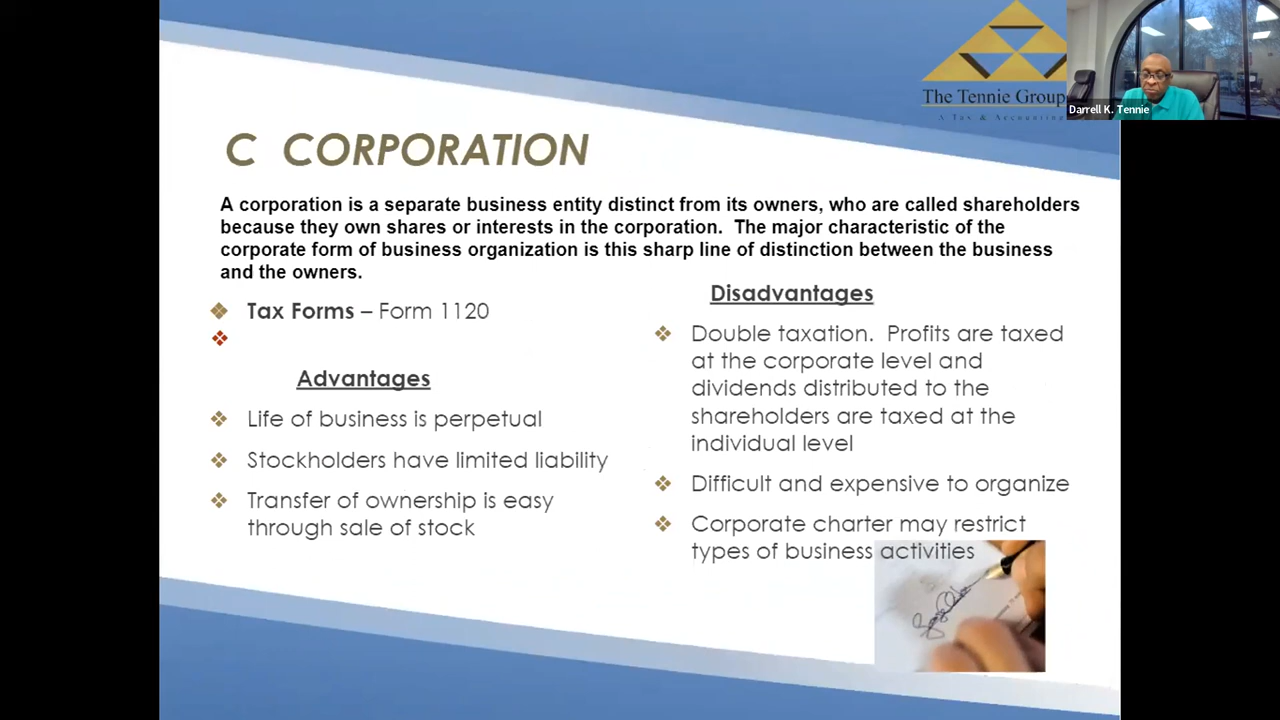 The Tennie Group
A Tax & Accounting
Darrell K. Tennie
C CORPORATION
A corporation is a separate business entity distinct from its owners, who are called shareholders
because they own shares or interests in the corporation. The major characteristic of the
corporate form of business organization is this sharp line of distinction between the business
and the owners.
Tax Forms – Form 1120
Advantages
Life of business is perpetual
Stockholders have limited liability
Transfer of ownership is easy
through sale of stock
Disadvantages
Double taxation. Profits are taxed
at the corporate level and
dividends distributed to the
shareholders are taxed at the
individual level
Difficult and expensive to organize
Corporate charter may restrict
types of business activities